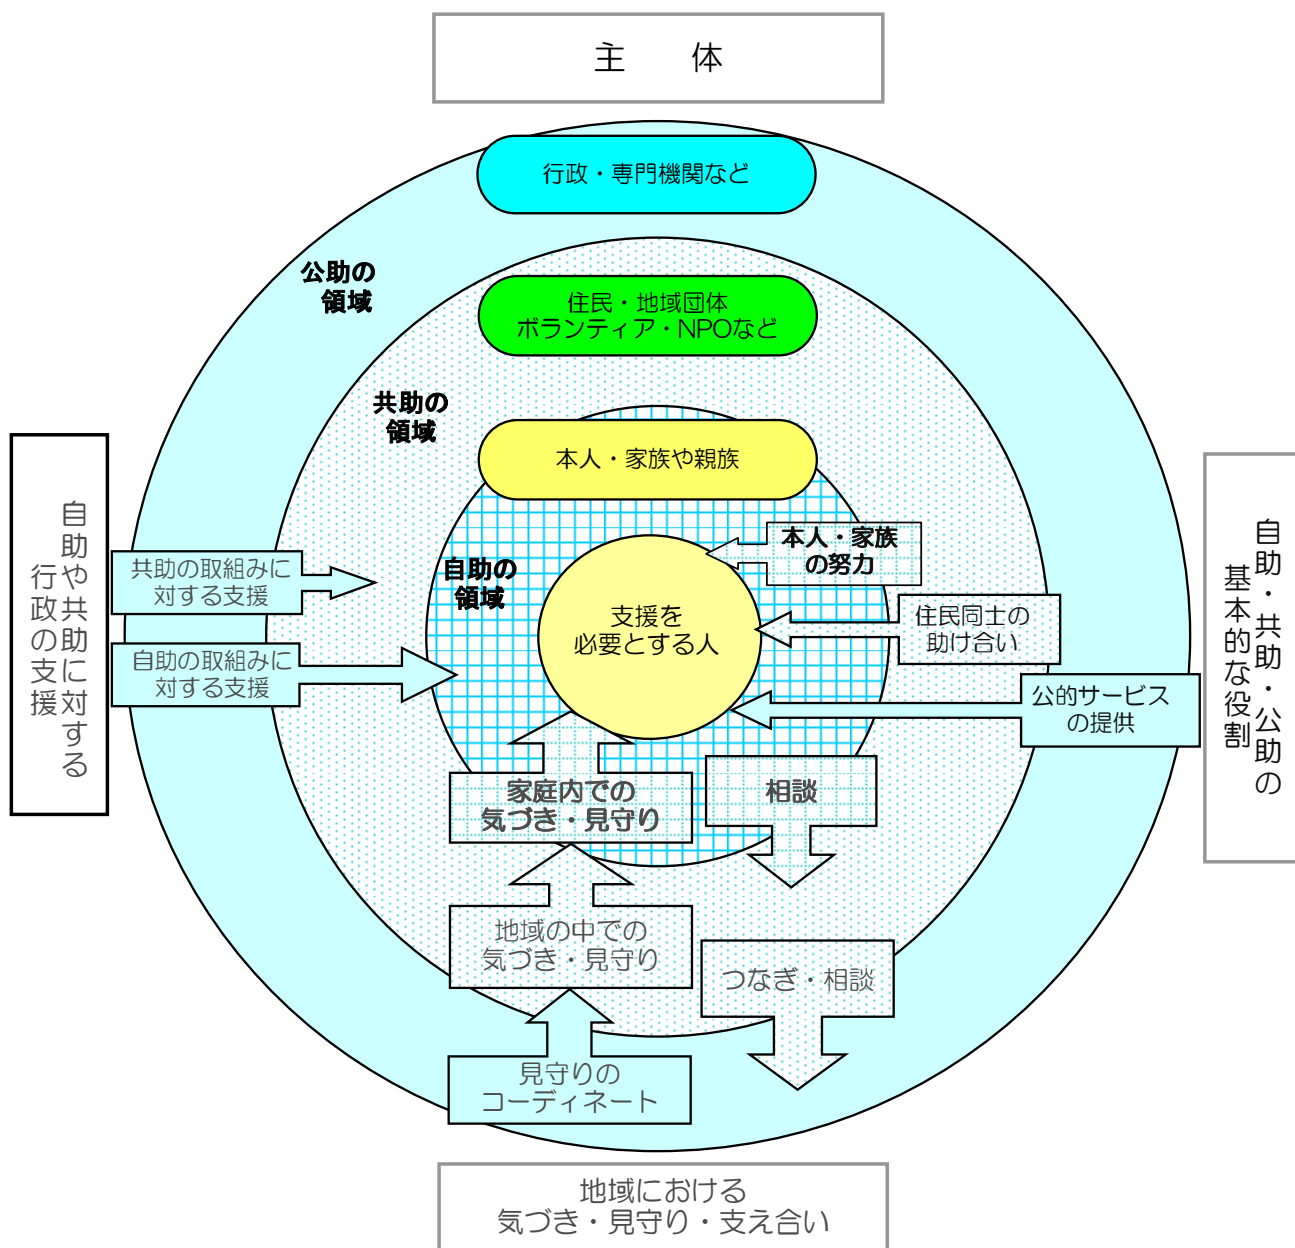 主　体
行政・専門機関など
公助の
領域
住民・地域団体
ボランティア・NPOなど
共助の
領域
本人・家族や親族
自助の
領域
支援を
必要とする人
本人・家族
の努力
住民同士の
助け合い
公的サービス
の提供
自助・共助・公助の
基本的な役割
自助や共助に対する
行政の支援
共助の取組みに
対する支援
自助の取組みに
対する支援
家庭内での
気づき・見守り
相談
地域の中での
気づき・見守り
つなぎ・相談
見守りの
コーディネート
地域における
気づき・見守り・支え合い